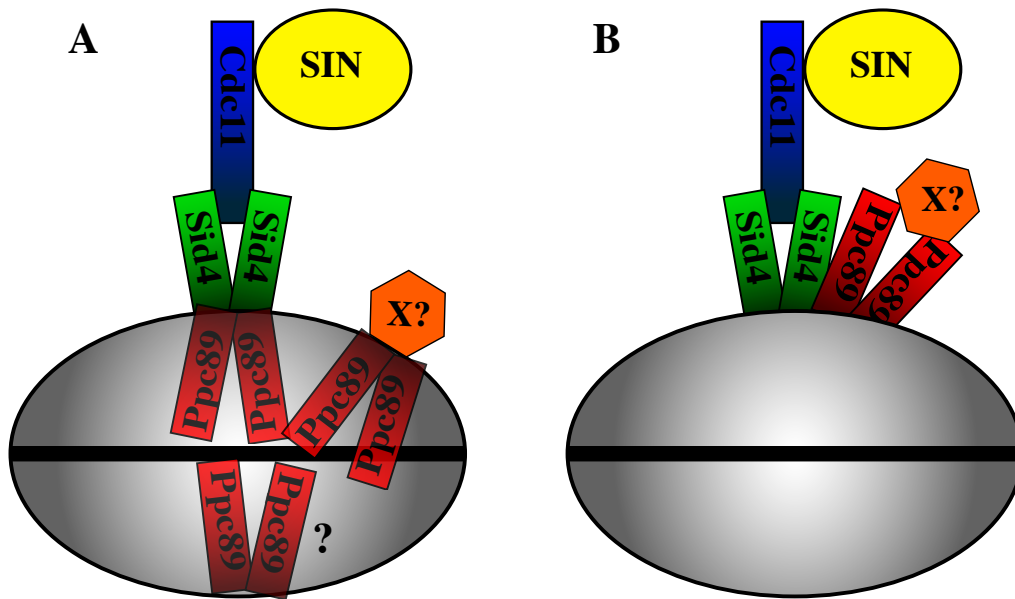 A
SIN
Cdc11
Sid4
Sid4
X?
Ppc89
Ppc89
Ppc89
Ppc89
Ppc89
Ppc89
?
B
SIN
Cdc11
Sid4
Sid4
Ppc89
Ppc89
X?